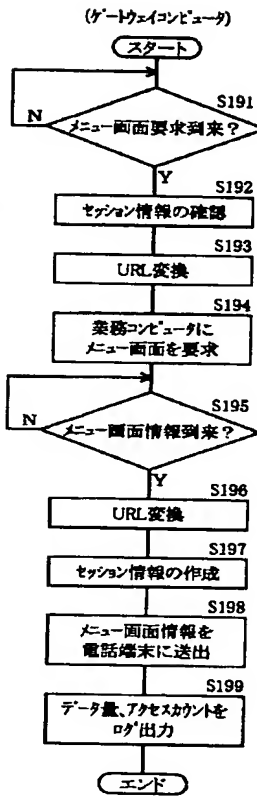 (ゲートウェイコンピュータ)
スタート
S191
メニュー画面要求到来?
N
Y
S192
セッション情報の確認
S193
URL変換
S194
業務コンピュータに
メニュー画面を要求
S195
メニュー画面情報到来?
N
Y
S196
URL変換
S197
セッション情報の作成
S198
メニュー画面情報を
電話端末に送出
S199
データ量、アクセスカウントを
ログ出力
エンド